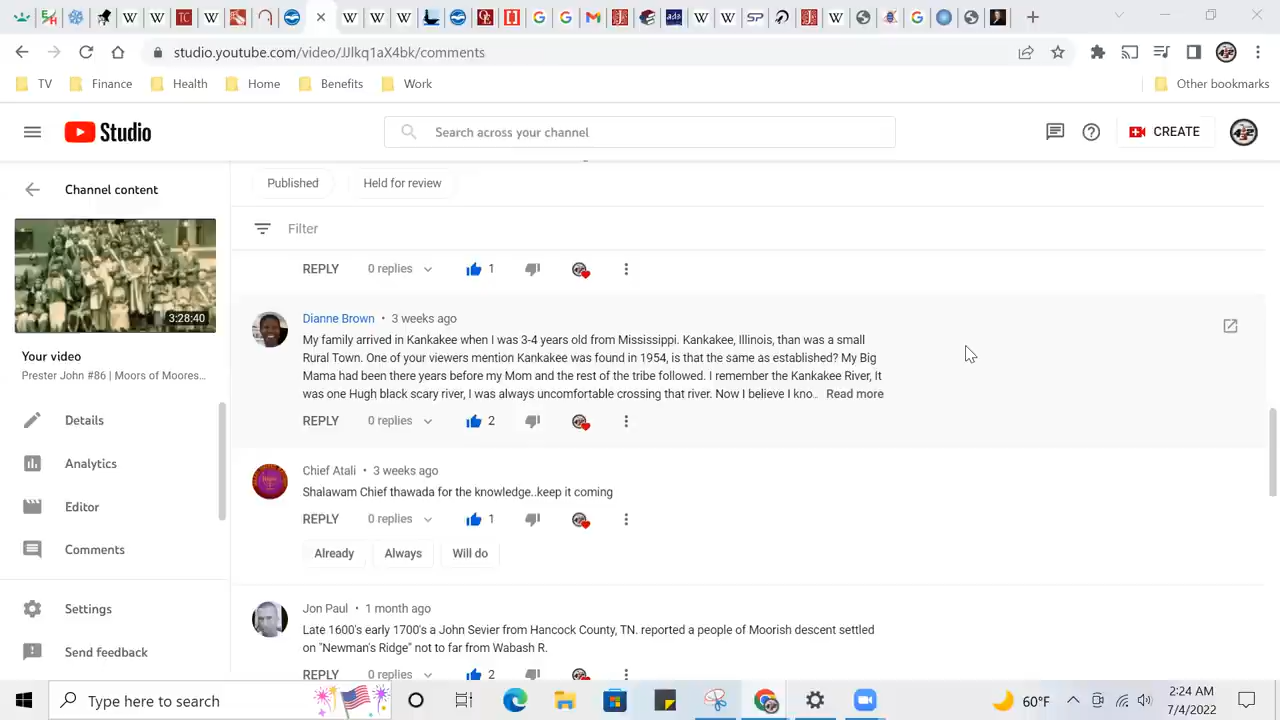 studio.youtube.com/video/JJlkq1aX4bk/comments
TV Finance Health Home Benefits Work Other bookmarks
Studio Search across your channel CREATE
Channel content
Published Held for review
Filter
REPLY 0 replies 1
3:28:40
Your video
Prester John #86 | Moors of Moores...
Details
Analytics
Editor
Comments
Settings
Send feedback
Dianne Brown • 3 weeks ago
My family arrived in Kankakee when I was 3-4 years old from Mississippi. Kankakee, Illinois, than was a small
Rural Town. One of your viewers mention Kankakee was found in 1954, is that the same as established? My Big
Mama had been there years before my Mom and the rest of the tribe followed. I remember the Kankakee River, It
was one Hugh black scary river, I was always uncomfortable crossing that river. Now I believe I kno.. Read more
REPLY 0 replies 2
Chief Atali • 3 weeks ago
Shalawam Chief thawada for the knowledge..keep it coming
REPLY 0 replies 1
Already Always Will do
Jon Paul • 1 month ago
Late 1600's early 1700's a John Sevier from Hancock County, TN. reported a people of Moorish descent settled
on "Newman's Ridge" not to far from Wabash R.
REPLY 0 replies 2
Type here to search
60°F
2:24 AM
7/4/2022